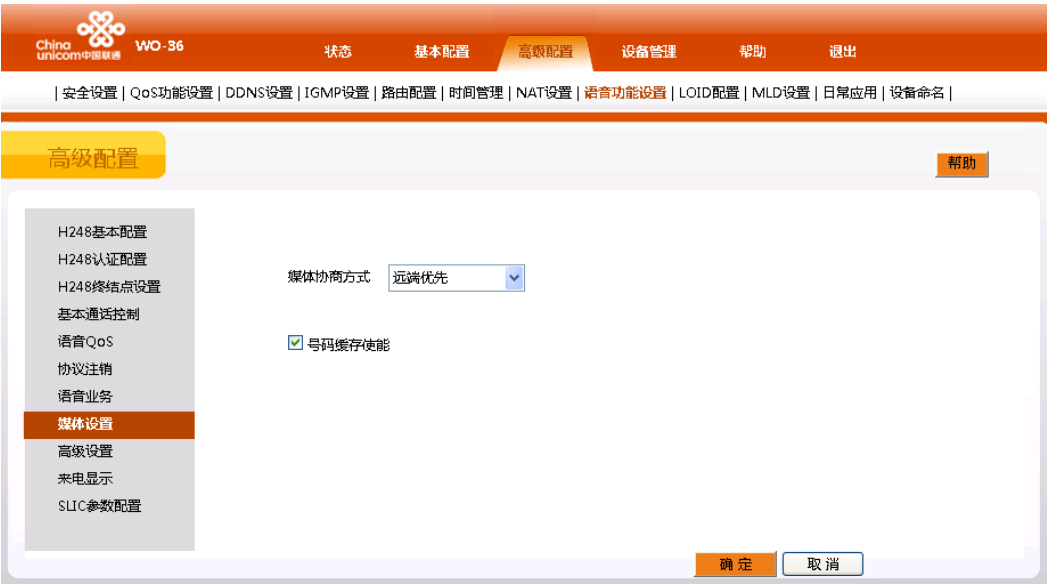 China
unicom中国联通
WO-36
状态 基本配置 高级配置 设备管理 帮助 退出
| 安全设置 | QoS功能设置 | DDNS设置 | IGMP设置 | 路由配置 | 时间管理 | NAT设置 | 语音功能设置 | LOID配置 | MLD设置 | 日常应用 | 设备命名 |
高级配置
帮助
H248基本配置
H248认证配置
H248终结点设置
基本通话控制
语音QoS
协议注销
语音业务
媒体设置
高级设置
来电显示
SLIC参数配置
媒体协商方式 远端优先
号码缓存使能
确定 取消